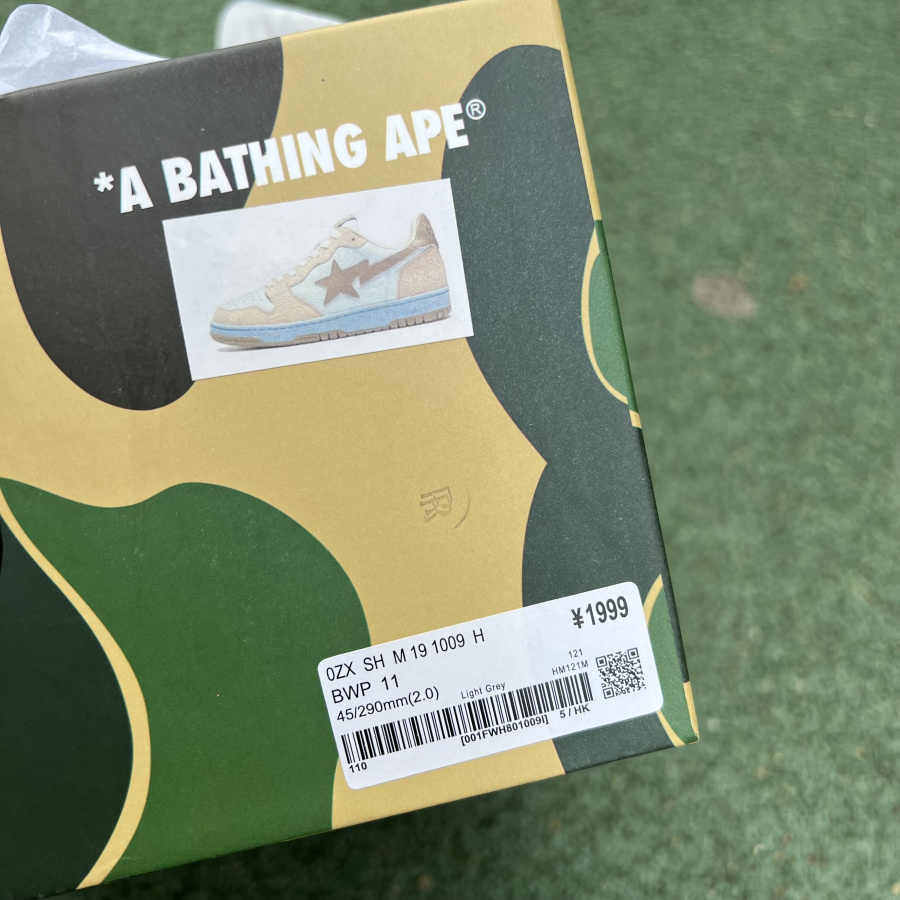 *A BATHING APE®
¥1999
0ZX SH M 19 1009 H
BWP 11
45/290mm(2.0)
Light Grey
121
HM121M
[001FWH801009I]
5 / HK
110